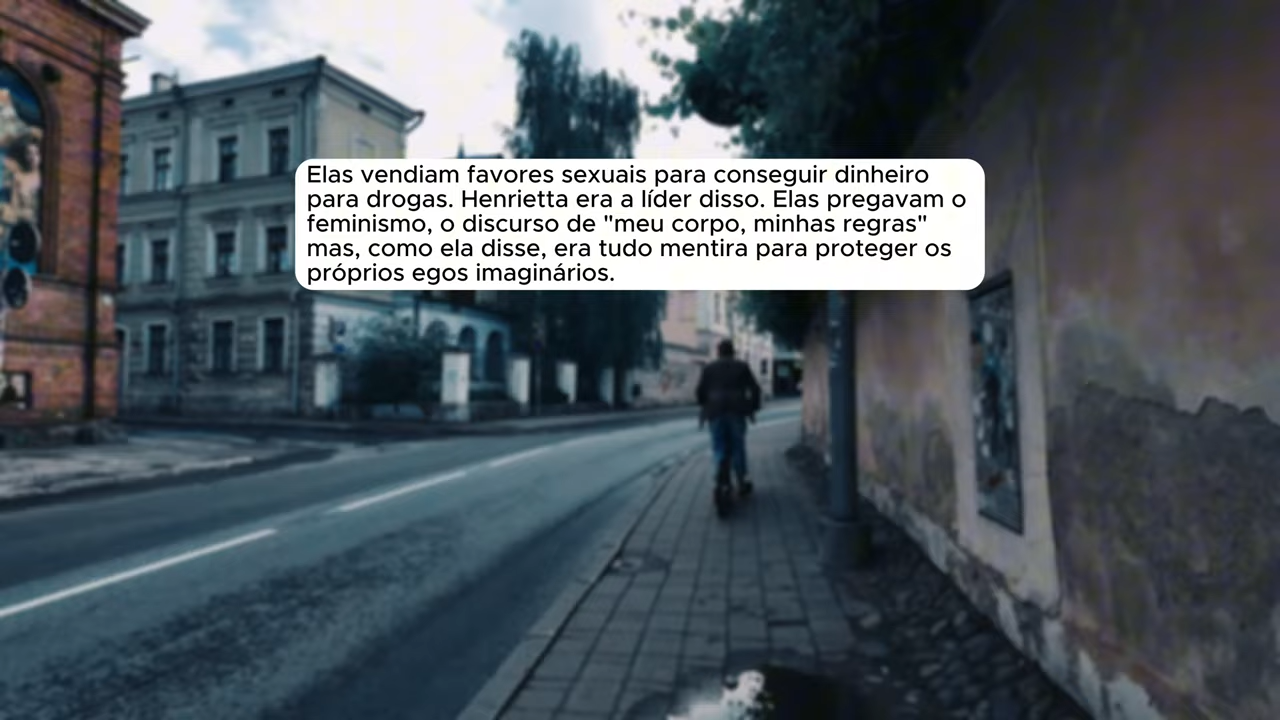 Elas vendiam favores sexuais para conseguir dinheiro
para drogas. Henrietta era a líder disso. Elas pregavam o
feminismo, o discurso de "meu corpo, minhas regras"
mas, como ela disse, era tudo mentira para proteger os
próprios egos imaginários.